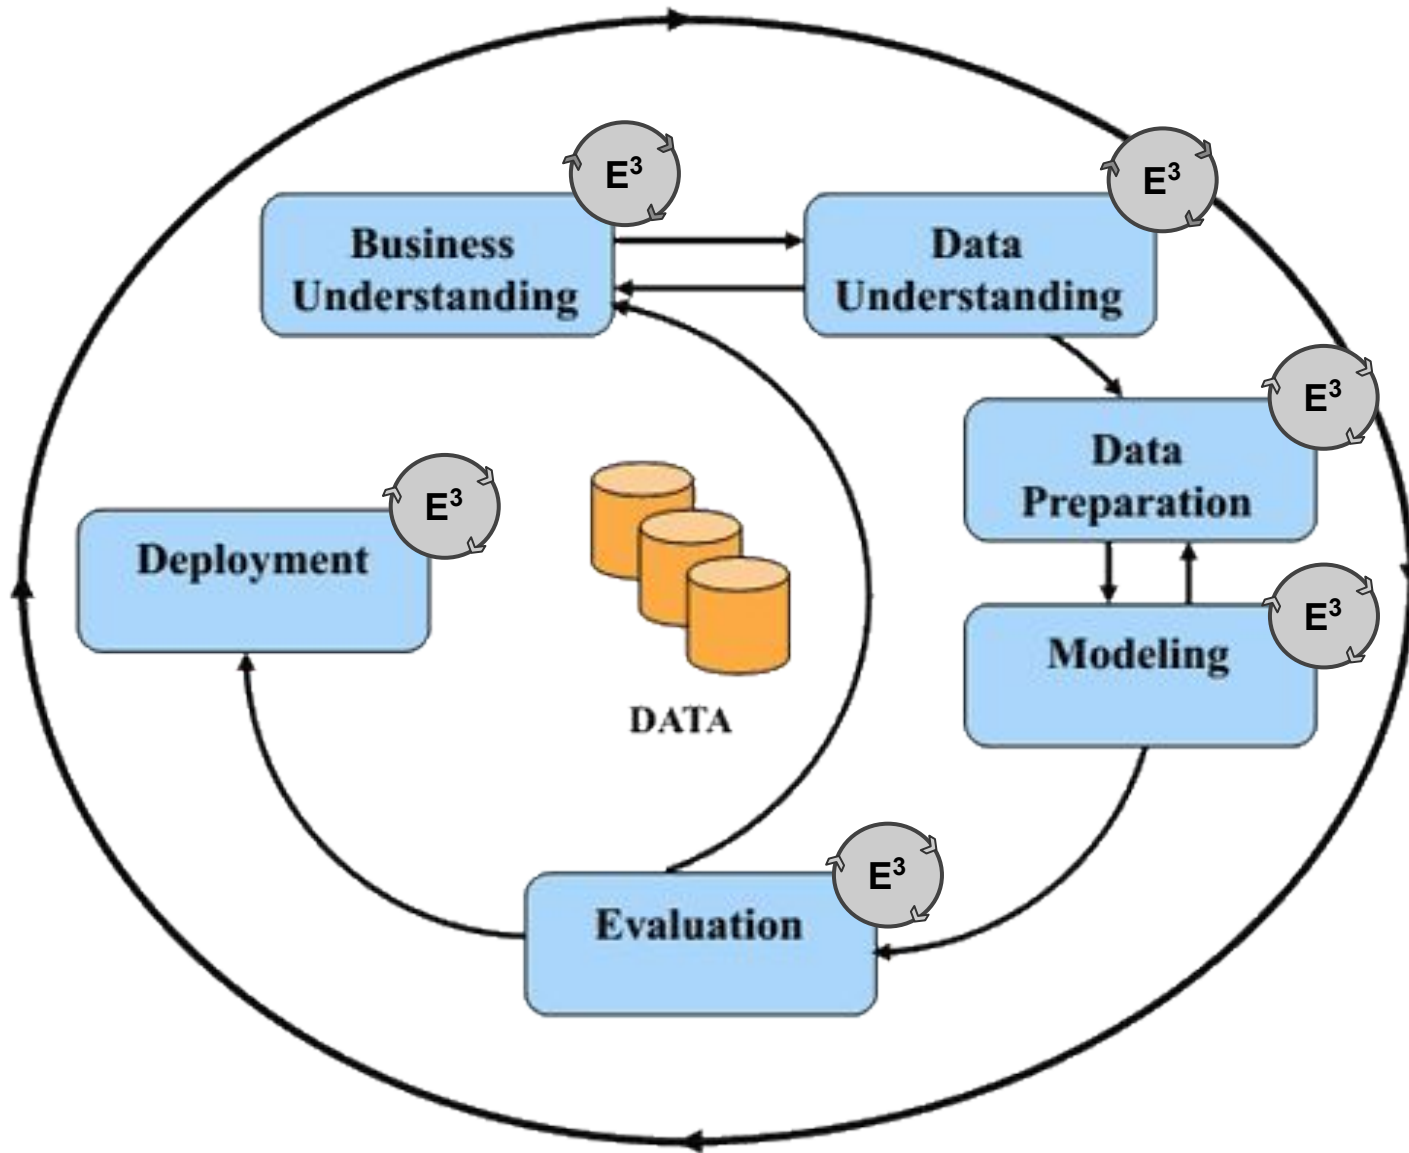 E³
Business
Understanding
E³
Data
Understanding
E³
Data
Preparation
E³
Deployment
E³
Modeling
DATA
E³
Evaluation